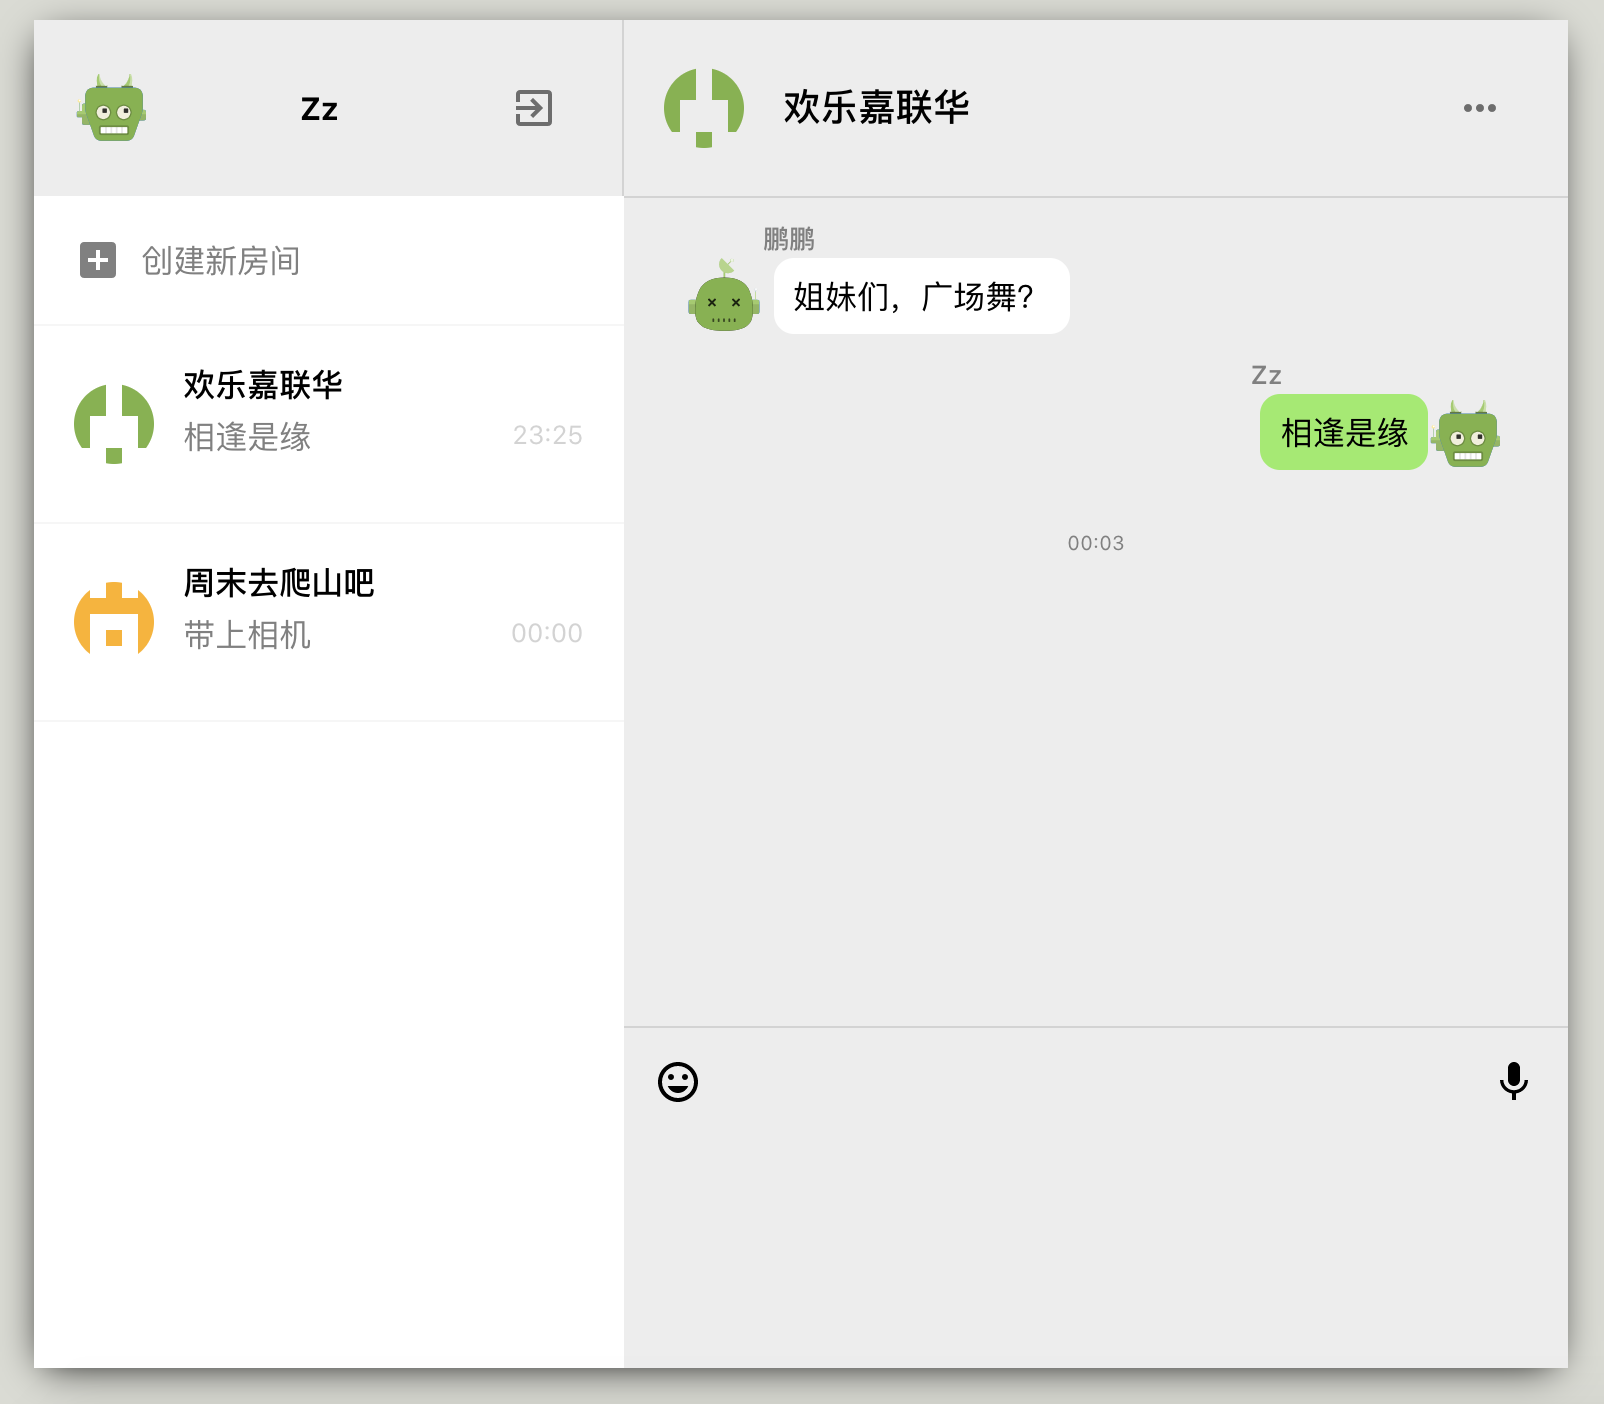 Zz
创建新房间
欢乐嘉联华
相逢是缘
23:25
周末去爬山吧
带上相机
00:00
欢乐嘉联华
鹏鹏
姐妹们，广场舞？
Zz
相逢是缘
00:03